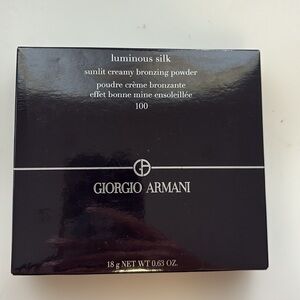 luminous silk
sunlit creamy bronzing powder
poudre crème bronzante
effet bonne mine ensoleillée
100
GIORGIO ARMANI
18 g NET WT 0.63 OZ.